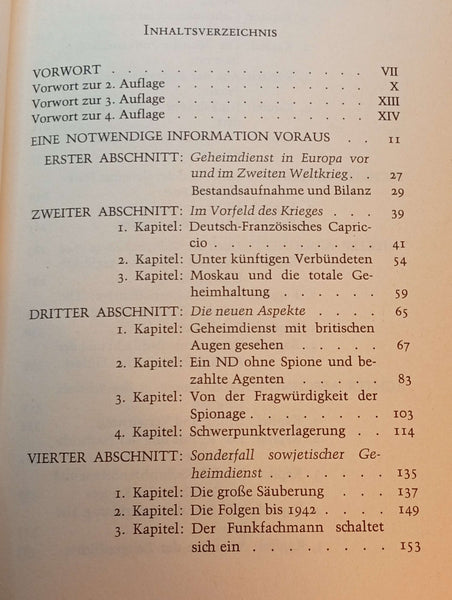 INHALTSVERZEICHNIS
VORWORT . . . . . . . . . . . . . . . VII
Vorwort zur 2. Auflage . . . . . . . . . . . . X
Vorwort zur 3. Auflage . . . . . . . . . . . . XIII
Vorwort zur 4. Auflage . . . . . . . . . . . . XIV
EINE NOTWENDIGE INFORMATION VORAUS . . 11
ERSTER ABSCHNITT: Geheimdienst in Europa vor
und im Zweiten Weltkrieg . . 27
Bestandsaufnahme und Bilanz 29
ZWEITER ABSCHNITT: Im Vorfeld des Krieges . . . 39
1. Kapitel: Deutsch-Französisches Capric-
cio . . . . . . . . . . 41
2. Kapitel: Unter künftigen Verbündeten 54
3. Kapitel: Moskau und die totale Ge-
heimhaltung . . . . . . 59
DRITTER ABSCHNITT: Die neuen Aspekte . . . . 65
1. Kapitel: Geheimdienst mit britischen
Augen gesehen . . . . . 67
2. Kapitel: Ein ND ohne Spione und be-
zahlte Agenten . . . . . 83
3. Kapitel: Von der Fragwürdigkeit der
Spionage . . . . . . . . 103
4. Kapitel: Schwerpunktverlagerung . . 114
VIERTER ABSCHNITT: Sonderfall sowjetischer Ge-
heimdienst . . . . . . . 135
1. Kapitel: Die große Säuberung . . . 137
2. Kapitel: Die Folgen bis 1942 . . . . 149
3. Kapitel: Der Funkfachmann schaltet
sich ein . . . . . . . . 153